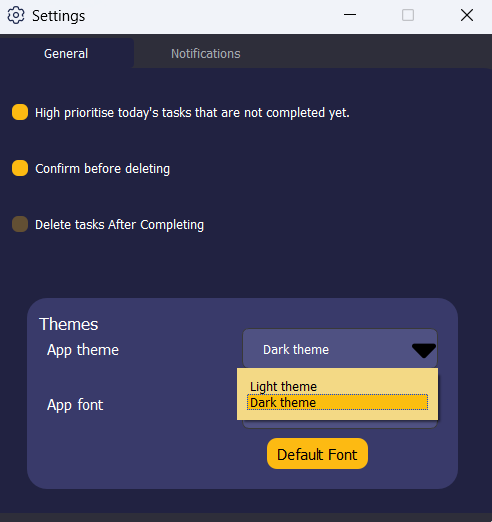 Settings
General
Notifications
High prioritise today's tasks that are not completed yet.
Confirm before deleting
Delete tasks After Completing
Themes
App theme
Dark theme
Light theme
Dark theme
App font
Default Font